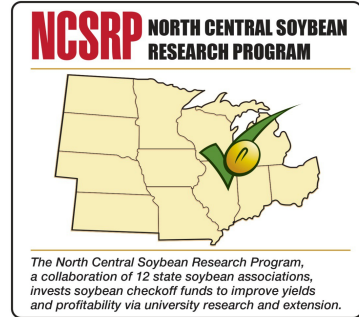 NCSRP NORTH CENTRAL SOYBEAN
RESEARCH PROGRAM
The North Central Soybean Research Program,
a collaboration of 12 state soybean associations,
invests soybean checkoff funds to improve yields
and profitability via university research and extension.